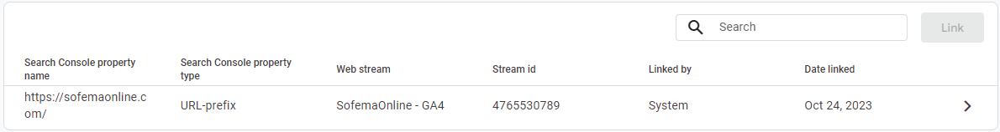 Search
Link
Search Console property
name
Search Console property
type
Web stream
Stream id
Linked by
Date linked
https://sofemaonline.c
om/
URL-prefix
SofemaOnline - GA4
4765530789
System
Oct 24, 2023